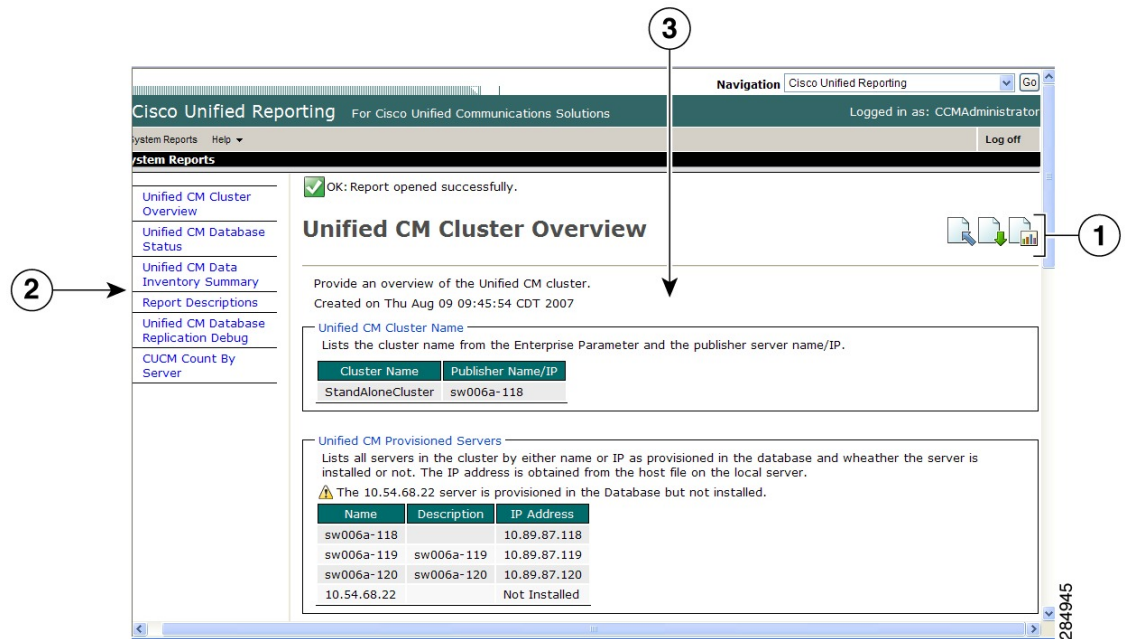 3
Navigation Cisco Unified Reporting Go
Cisco Unified Reporting For Cisco Unified Communications Solutions Logged in as: CCMAdministrator
ystem Reports Help Log off
ystem Reports
Unified CM Cluster
Overview
Unified CM Database
Status
Unified CM Data
Inventory Summary
Report Descriptions
Unified CM Database
Replication Debug
CUCM Count By
Server
2
OK: Report opened successfully.
Unified CM Cluster Overview
1
Provide an overview of the Unified CM cluster.
Created on Thu Aug 09 09:45:54 CDT 2007
Unified CM Cluster Name
Lists the cluster name from the Enterprise Parameter and the publisher server name/IP.
Cluster Name Publisher Name/IP
StandAloneCluster sw006a-118
Unified CM Provisioned Servers
Lists all servers in the cluster by either name or IP as provisioned in the database and wheather the server is
installed or not. The IP address is obtained from the host file on the local server.
The 10.54.68.22 server is provisioned in the Database but not installed.
Name Description IP Address
sw006a-118 10.89.87.118
sw006a-119 sw006a-119 10.89.87.119
sw006a-120 sw006a-120 10.89.87.120
10.54.68.22 Not Installed
284945